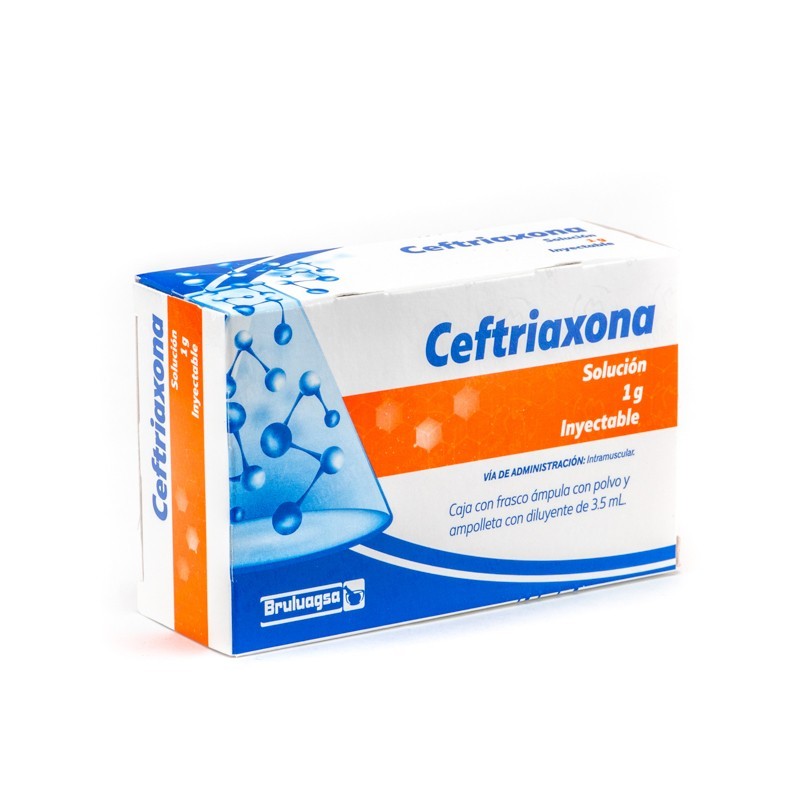 Ceftriaxona
Solución
1 g
Inyectable
Ceftriaxona
Solución
1 g
Inyectable
Ceftriaxona
Solución
1 g
Inyectable
VÍA DE ADMINISTRACIÓN: Intramuscular.
Caja con frasco ámpula con polvo y
ampolleta con diluyente de 3.5 mL.
Bruluagsa